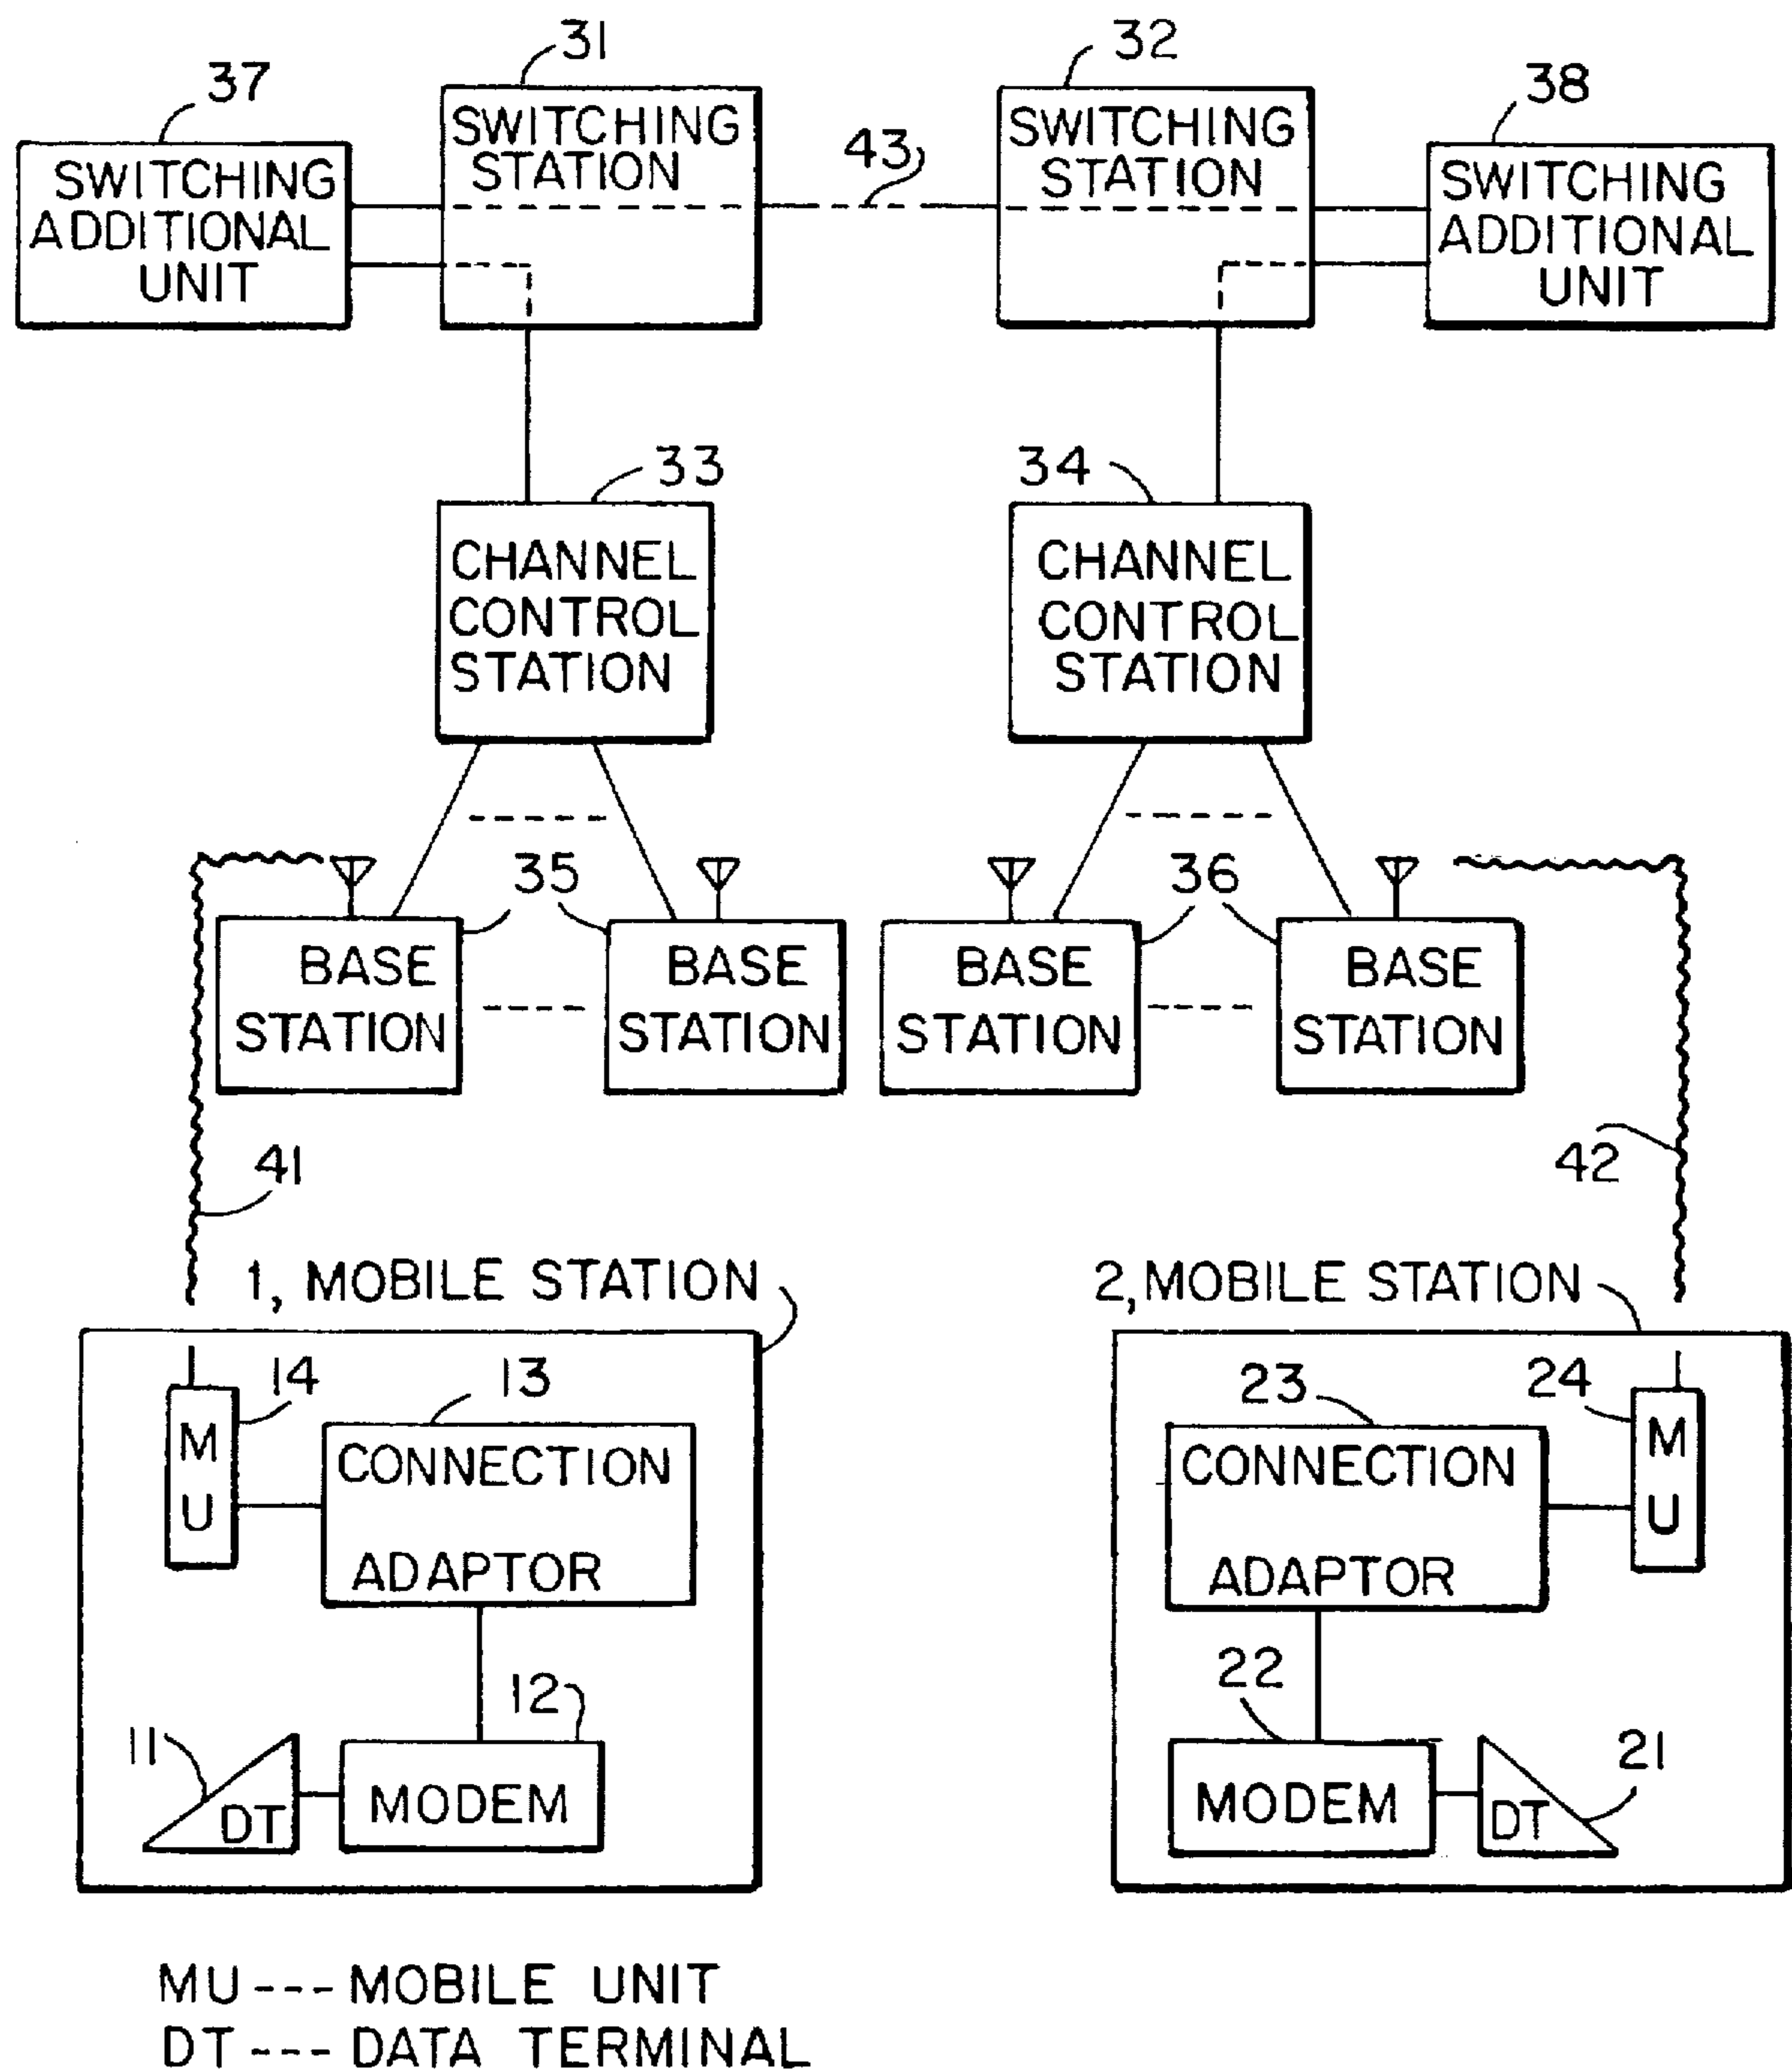 31
32
37
38
SWITCHING
STATION
43
SWITCHING
STATION
SWITCHING
ADDITIONAL
UNIT
SWITCHING
ADDITIONAL
UNIT
33
34
CHANNEL
CONTROL
STATION
CHANNEL
CONTROL
STATION
35
36
BASE
STATION
BASE
STATION
BASE
STATION
BASE
STATION
41
42
1, MOBILE STATION
2, MOBILE STATION
14
13
23
24
M
U
CONNECTION
ADAPTOR
CONNECTION
ADAPTOR
M
U
12
22
11
21
DT
MODEM
MODEM
DT
MU --- MOBILE UNIT
DT --- DATA TERMINAL